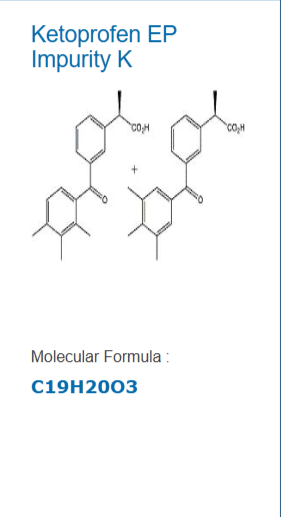 Ketoprofen EP
Impurity K
CO₂H
CO₂H
+
O
O
Molecular Formula :
C19H20O3